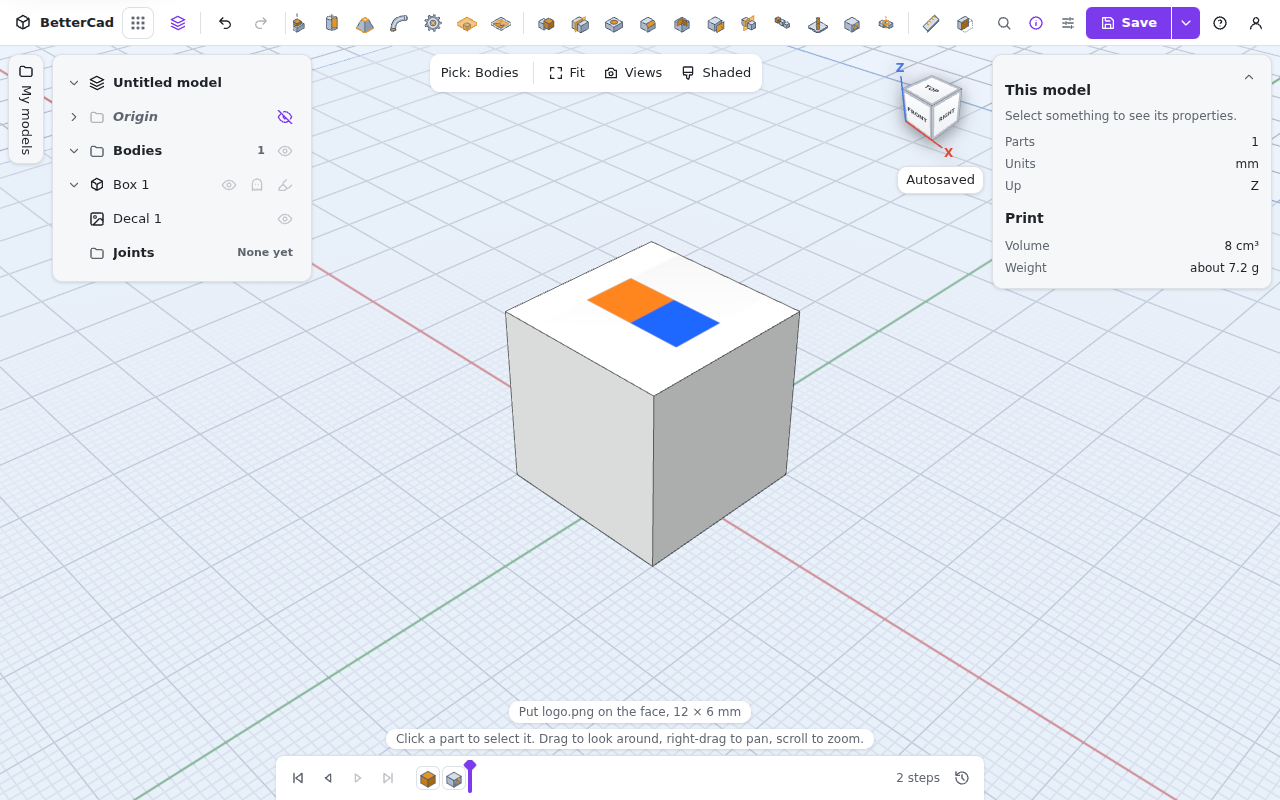 BetterCad
Save
My models
Untitled model
Origin
Bodies 1
Box 1
Decal 1
Joints None yet
Pick: Bodies
Fit
Views
Shaded
Z
TOP
FRONT
RIGHT
X
Autosaved
This model
Select something to see its properties.
Parts 1
Units mm
Up Z
Print
Volume 8 cm³
Weight about 7.2 g
Put logo.png on the face, 12 × 6 mm
Click a part to select it. Drag to look around, right-drag to pan, scroll to zoom.
2 steps